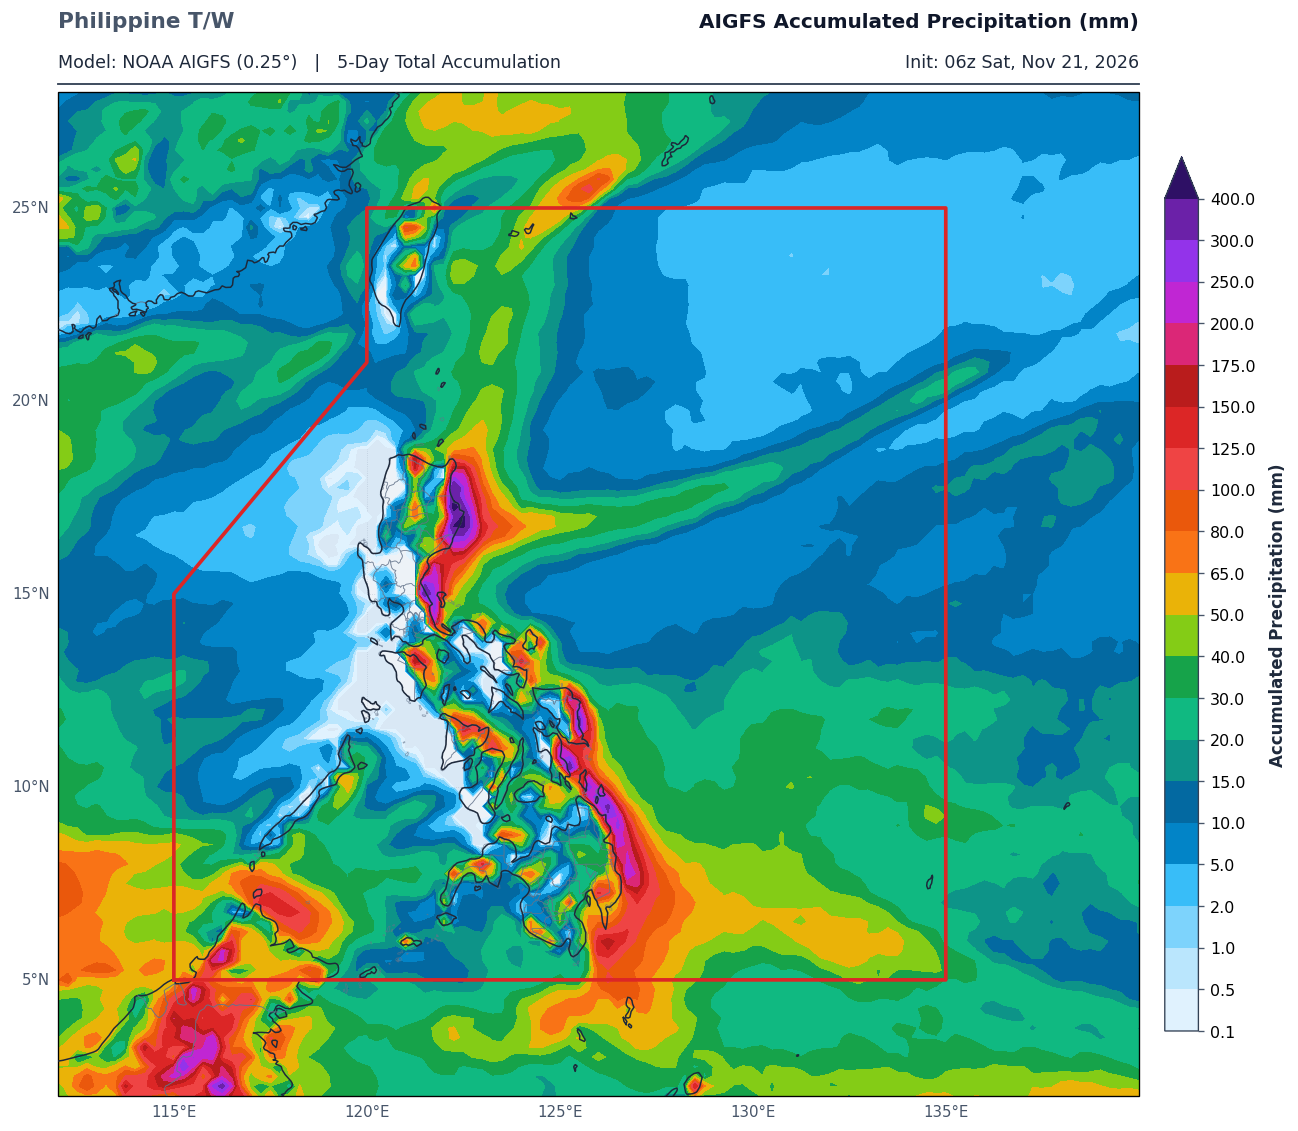 Philippine T/W
AIGFS Accumulated Precipitation (mm)
Model: NOAA AIGFS (0.25°)   |   5-Day Total Accumulation
Init: 06z Sat, Nov 21, 2026
25°N
20°N
15°N
10°N
5°N
115°E
120°E
125°E
130°E
135°E
400.0
300.0
250.0
200.0
175.0
150.0
125.0
100.0
80.0
65.0
50.0
40.0
30.0
20.0
15.0
10.0
5.0
2.0
1.0
0.5
0.1
Accumulated Precipitation (mm)